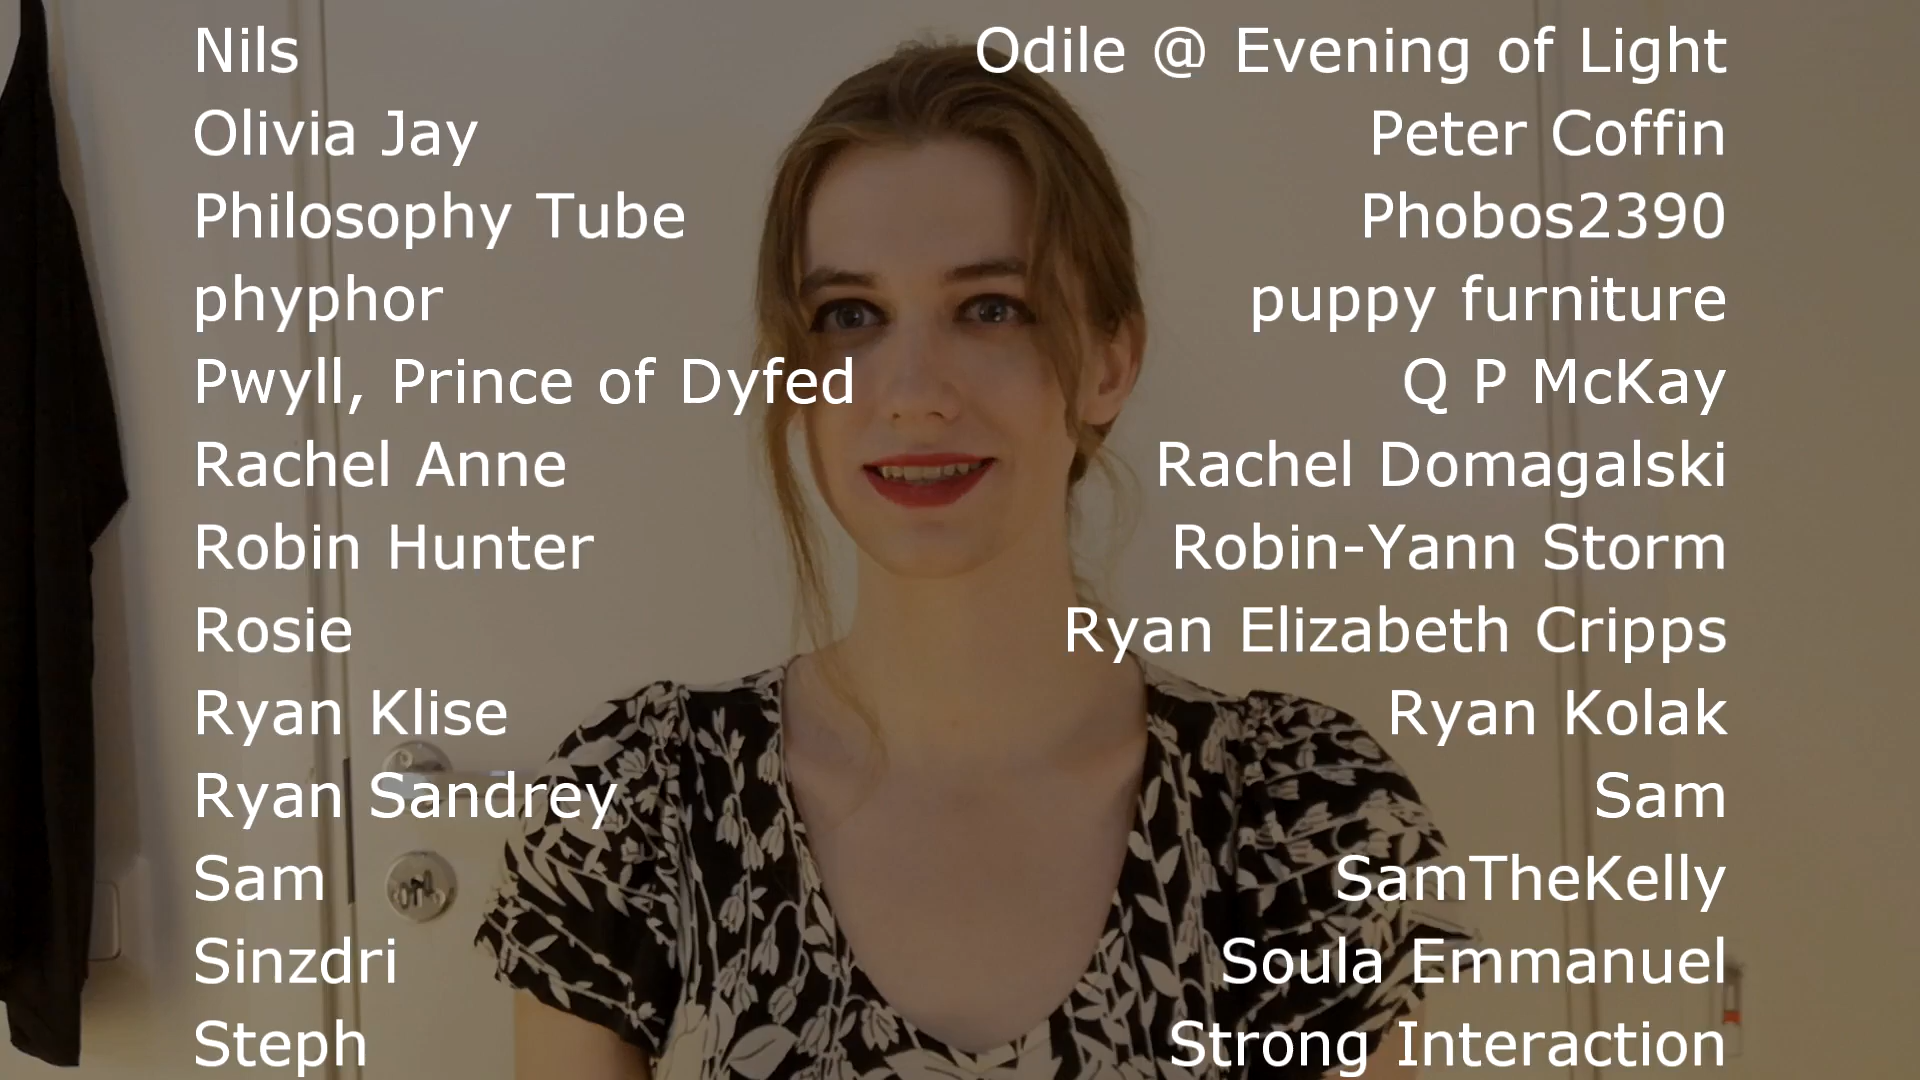 Nils
Odile @ Evening of Light
Olivia Jay
Peter Coffin
Philosophy Tube
Phobos2390
phyphor
puppy furniture
Pwyll, Prince of Dyfed
Q P McKay
Rachel Anne
Rachel Domagalski
Robin Hunter
Robin-Yann Storm
Rosie
Ryan Elizabeth Cripps
Ryan Klise
Ryan Kolak
Ryan Sandrey
Sam
Sam
SamTheKelly
Sinzdri
Soula Emmanuel
Steph
Strong Interaction